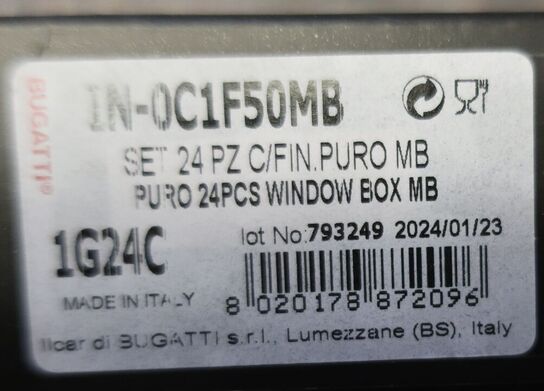 BUGATTI®
IN-0C1F50MB
SET 24 PZ C/FIN.PURO MB
PURO 24PCS WINDOW BOX MB
1G24C
lot No:793249 2024/01/23
MADE IN ITALY
8 020178 872096
Ilcar di BUGATTI s.r.l., Lumezzane (BS), Italy